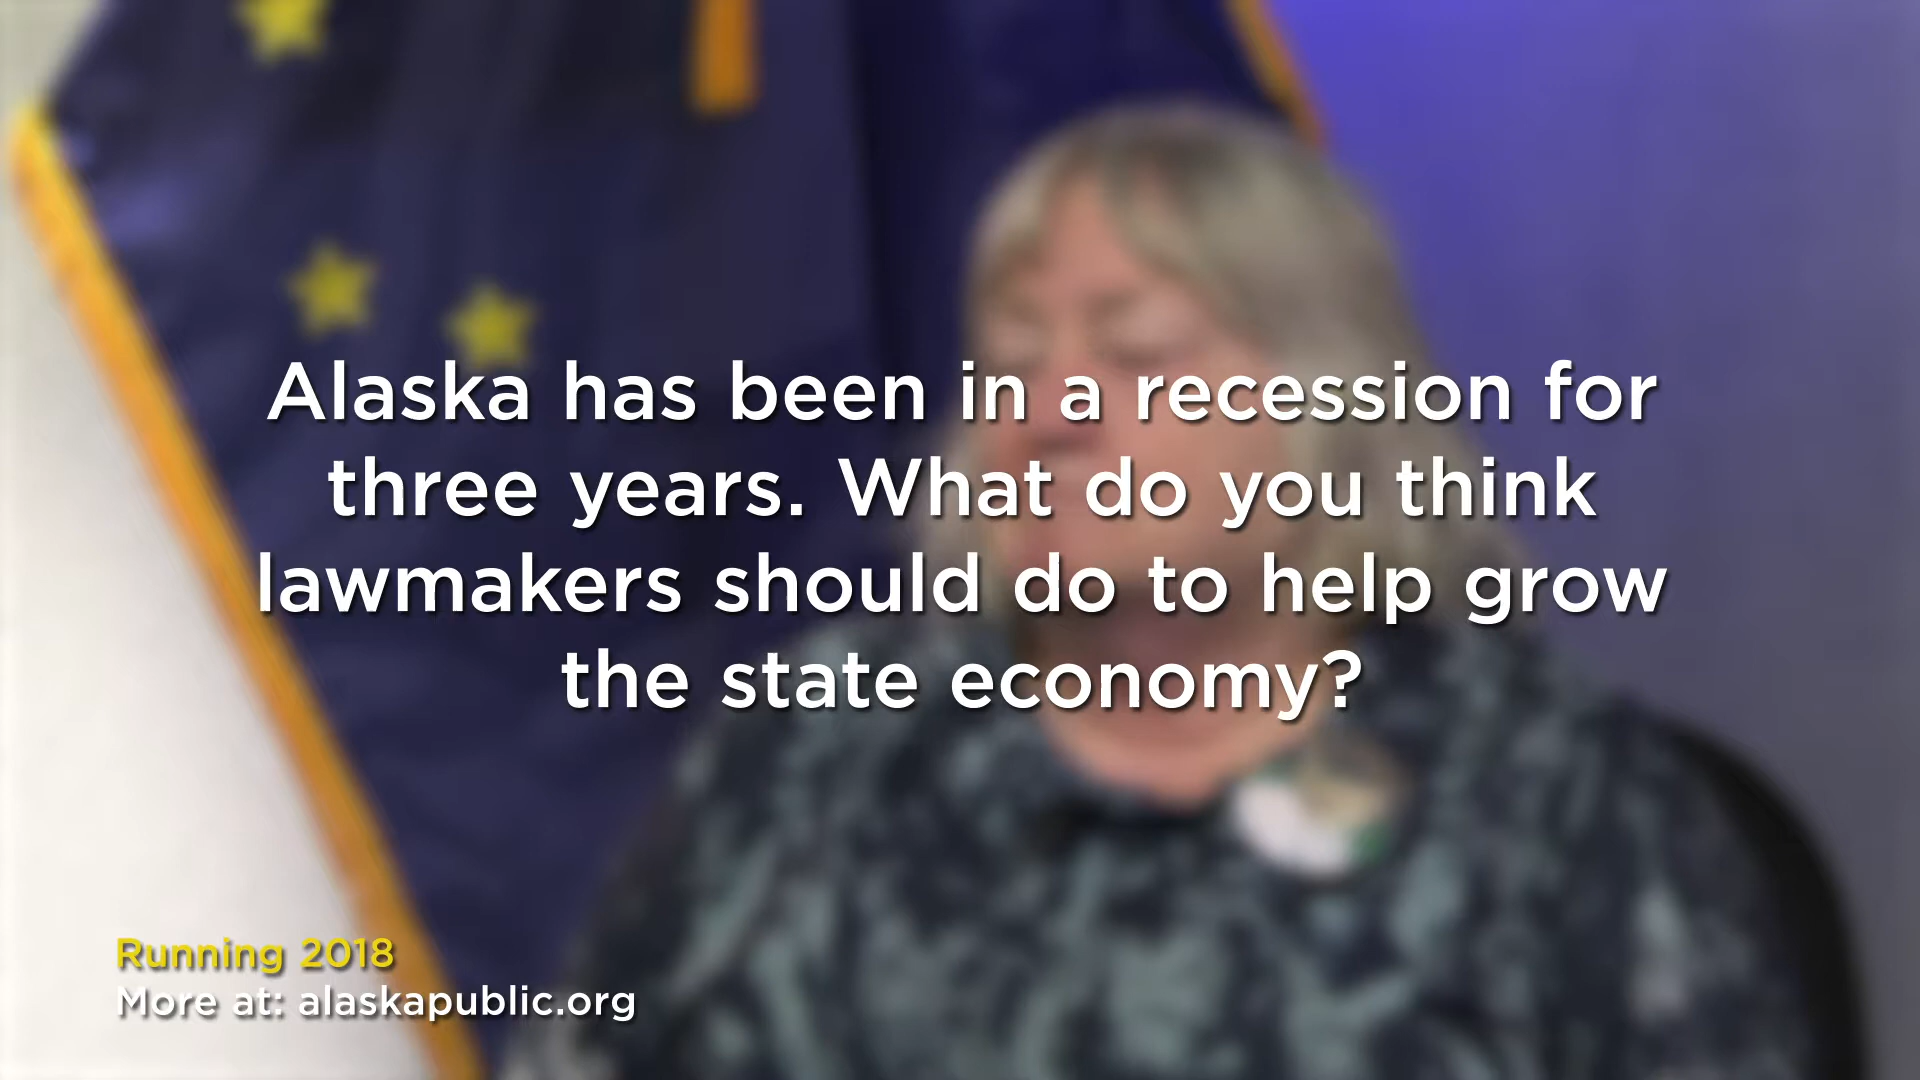 Alaska has been in a recession for
three years. What do you think
lawmakers should do to help grow
the state economy?
Running 2018
More at: alaskapublic.org